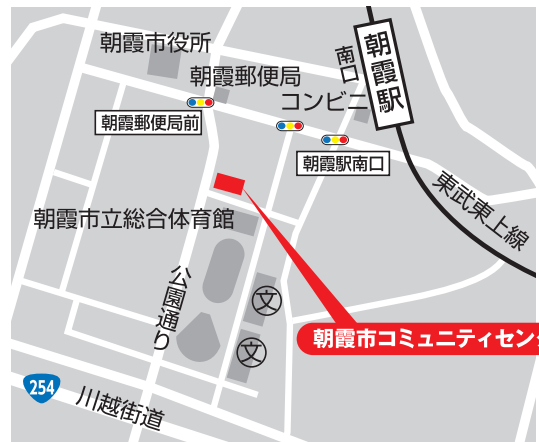 朝霞市役所
朝霞郵便局
コンビニ
南口
朝霞駅
朝霞郵便局前
朝霞駅南口
東武東上線
朝霞市立総合体育館
公園通り
文
文
朝霞市コミュニティセン
254
川越街道